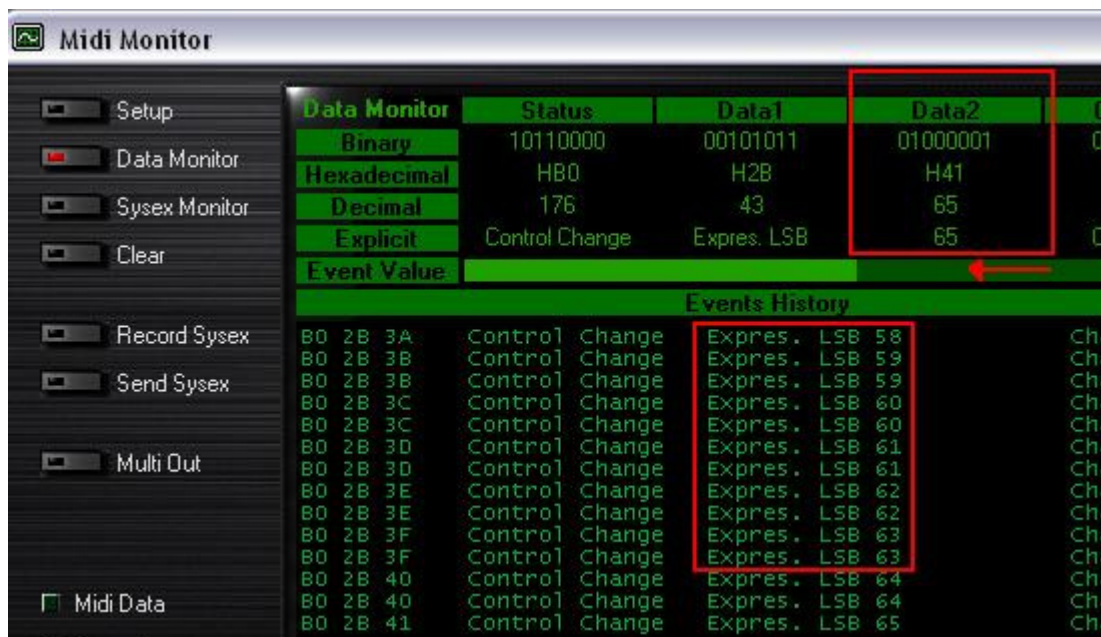 Midi Monitor
Setup
Data Monitor
Sysex Monitor
Clear
Record Sysex
Send Sysex
Multi Out
Midi Data
Data Monitor Status Data1 Data2
Binary 10110000 00101011 01000001
Hexadecimal HB0 H2B H41
Decimal 176 43 65
Explicit Control Change Expres. LSB 65
Event Value
Events History
B0 2B 3A Control Change Expres. LSB 58 Ch
B0 2B 3B Control Change Expres. LSB 59 Ch
B0 2B 3B Control Change Expres. LSB 59 Ch
B0 2B 3C Control Change Expres. LSB 60 Ch
B0 2B 3C Control Change Expres. LSB 60 Ch
B0 2B 3D Control Change Expres. LSB 61 Ch
B0 2B 3D Control Change Expres. LSB 61 Ch
B0 2B 3E Control Change Expres. LSB 62 Ch
B0 2B 3E Control Change Expres. LSB 62 Ch
B0 2B 3F Control Change Expres. LSB 63 Ch
B0 2B 3F Control Change Expres. LSB 63 Ch
B0 2B 40 Control Change Expres. LSB 64 Ch
B0 2B 40 Control Change Expres. LSB 64 Ch
B0 2B 41 Control Change Expres. LSB 65 Ch